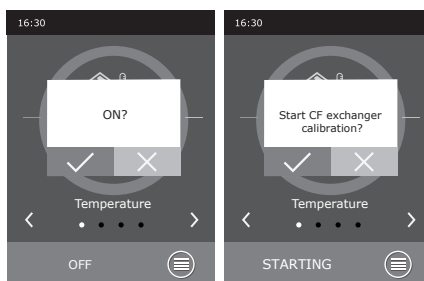 16:30
ON?
Temperature
OFF
16:30
Start CF exchanger
calibration?
Temperature
STARTING